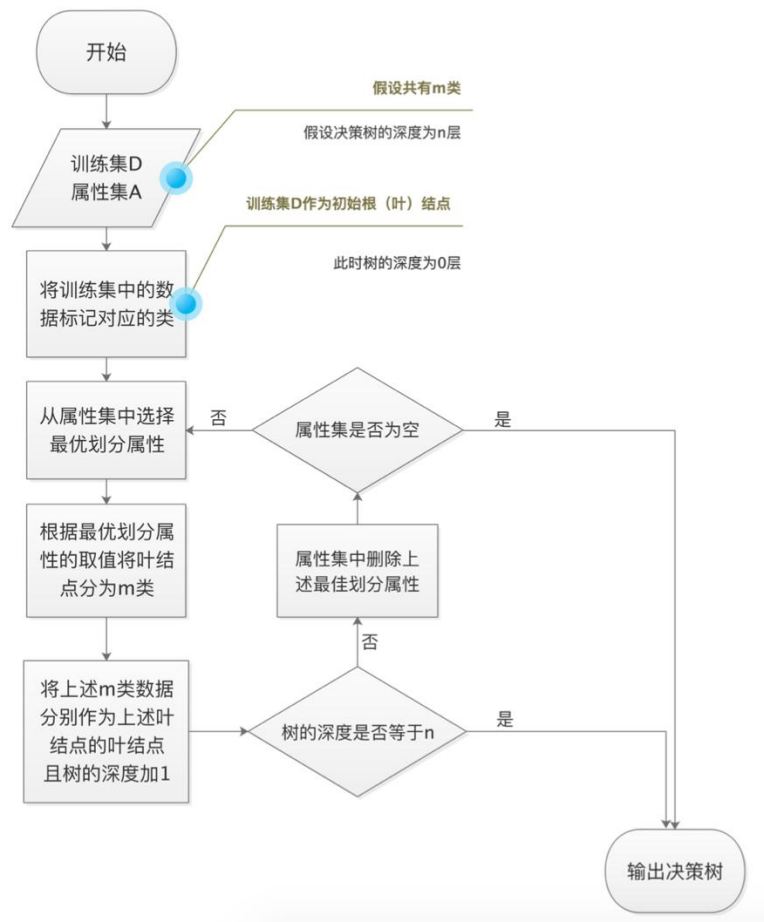 开始
假设共有m类
假设决策树的深度为n层
训练集D
属性集A
训练集D作为初始根（叶）结点
此时树的深度为0层
将训练集中的数
据标记对应的类
从属性集中选择
最优划分属性
否
属性集是否为空
是
根据最优划分属
性的取值将叶结
点分为m类
属性集中删除上
述最佳划分属性
否
将上述m类数据
分别作为上述叶
结点的叶结点
且树的深度加1
树的深度是否等于n
是
输出决策树